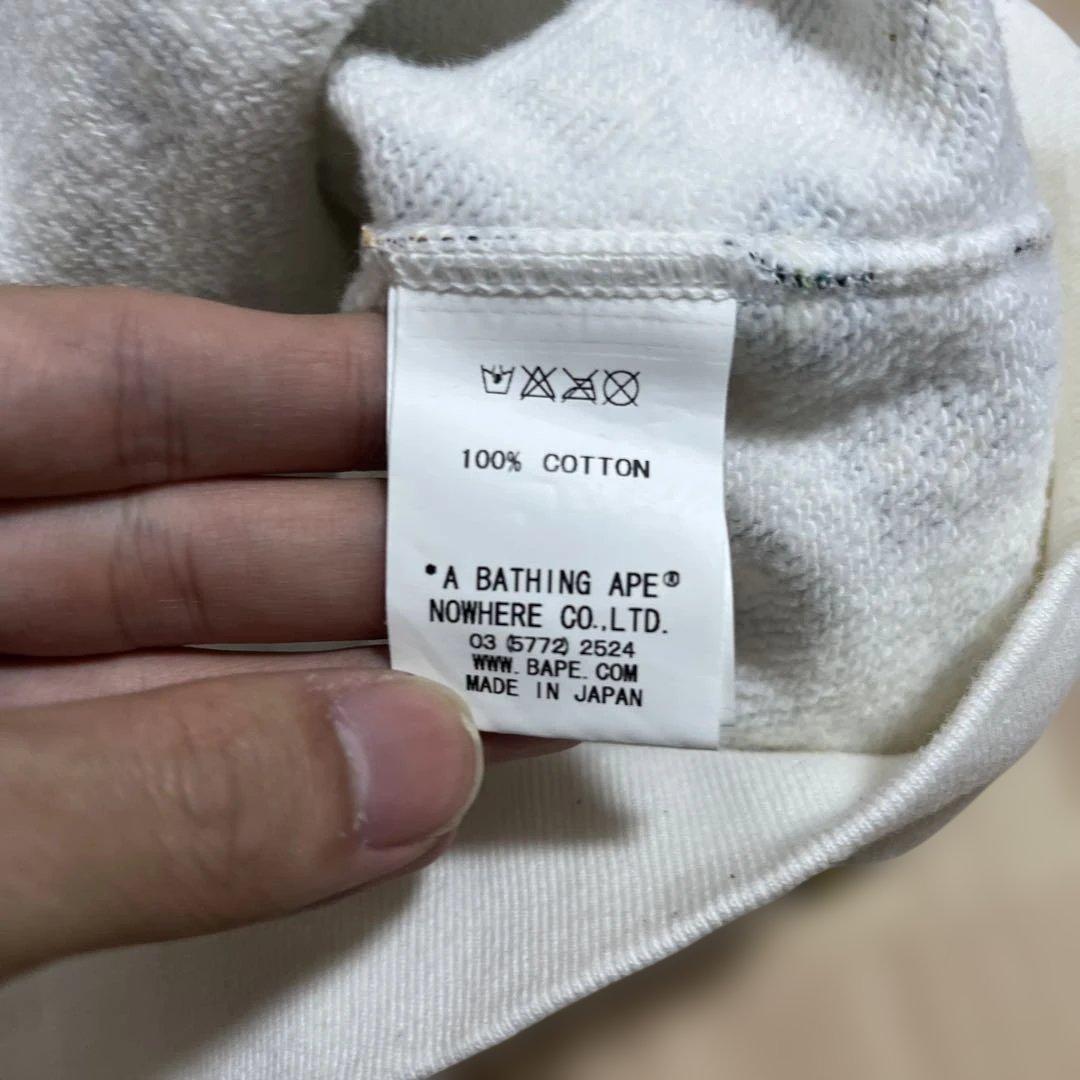 100% COTTON
*A BATHING APE®
NOWHERE CO.,LTD.
03 (5772) 2524
WWW.BAPE.COM
MADE IN JAPAN